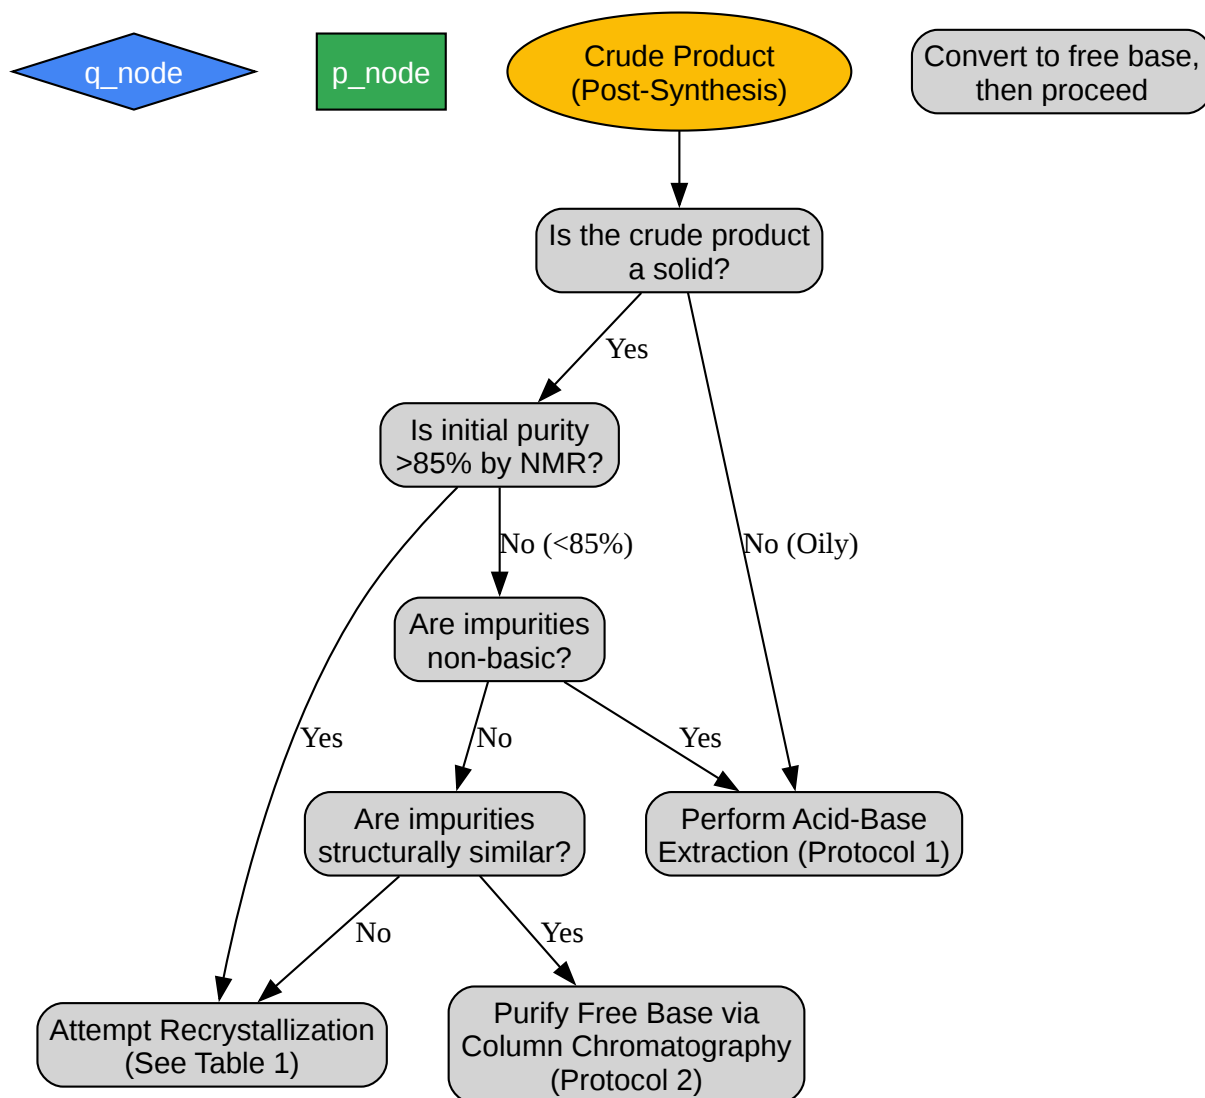 q_node
p_node
Crude Product
(Post-Synthesis)
Convert to free base,
then proceed
Is the crude product
a solid?
Yes
Is initial purity
>85% by NMR?
No (<85%)
No (Oily)
Are impurities
non-basic?
Yes
No
Yes
Are impurities
structurally similar?
Perform Acid-Base
Extraction (Protocol 1)
No
Yes
Attempt Recrystallization
(See Table 1)
Purify Free Base via
Column Chromatography
(Protocol 2)